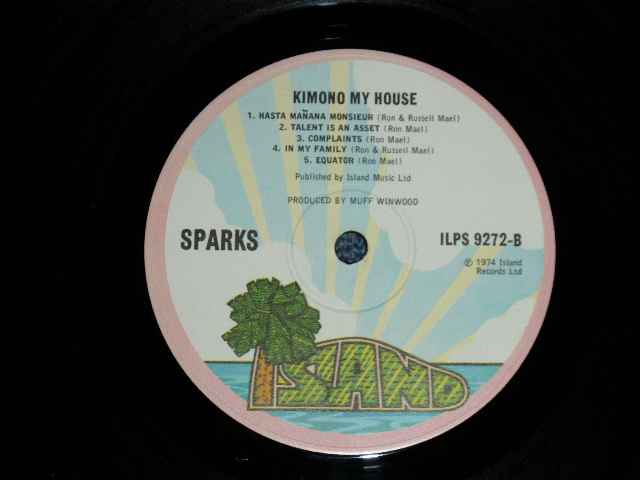 KIMONO MY HOUSE
1. HASTA MAÑANA MONSIEUR (Ron & Russell Mael)
2. TALENT IS AN ASSET (Ron Mael)
3. COMPLAINTS (Ron Mael)
4. IN MY FAMILY (Ron & Russell Mael)
5. EQUATOR (Ron Mael)
Published by Island Music Ltd
PRODUCED BY MUFF WINWOOD
SPARKS
ILPS 9272-B
℗ 1974 Island
Records Ltd
ISLAND